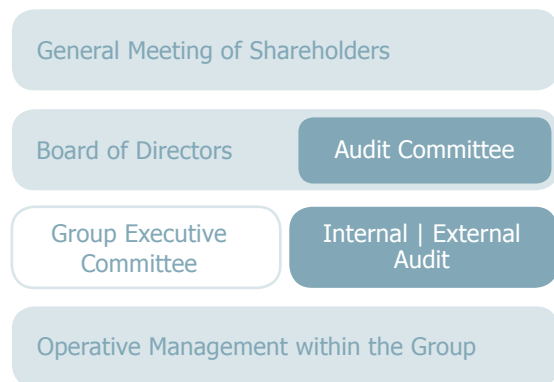 General Meeting of Shareholders
Board of Directors
Audit Committee
Group Executive
Committee
Internal | External
Audit
Operative Management within the Group